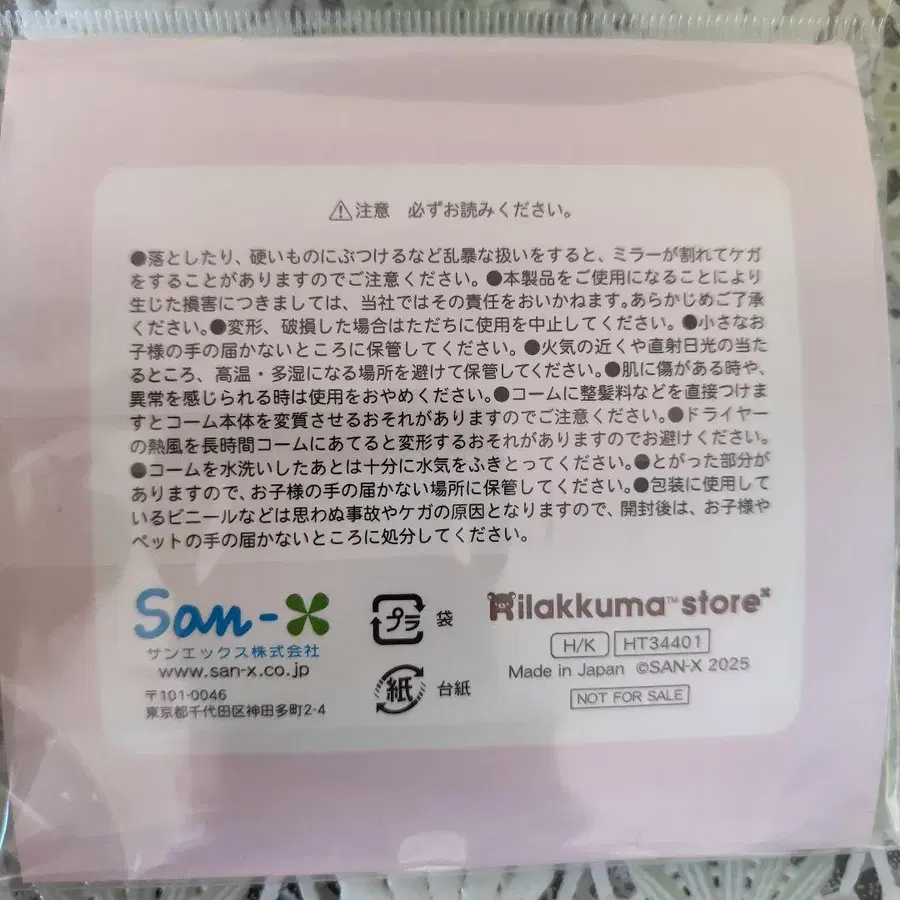 ⚠注意　必ずお読みください。
●落としたり、硬いものにぶつけるなど乱暴な扱いをすると、ミラーが割れてケガ
をすることがありますのでご注意ください。●本製品をご使用になることにより
生じた損害につきましては、当社ではその責任をおいかねます。あらかじめご了承
ください。●変形、破損した場合はただちに使用を中止してください。●小さなお
子様の手の届かないところに保管してください。●火気の近くや直射日光の当た
るところ、高温・多湿になる場所を避けて保管してください。●肌に傷がある時や、
異常を感じられる時は使用をおやめください。●コームに整髪料などを直接つけま
すとコーム本体を変質させるおそれがありますのでご注意ください。●ドライヤー
の熱風を長時間コームにあてると変形するおそれがありますのでお避けください。
●コームを水洗いしたあとは十分に水気をふきとってください。●とがった部分が
ありますので、お子様の手の届かない場所に保管してください。●包装に使用して
いるビニールなどは思わぬ事故やケガの原因となりますので、開封後は、お子様や
ペットの手の届かないところに処分してください。
San-X
サンエックス株式会社
www.san-x.co.jp
〒101-0046
東京都千代田区神田多町2-4
プラ 袋
紙 台紙
Rilakkuma™ store
H/K HT34401
Made in Japan ©SAN-X 2025
NOT FOR SALE